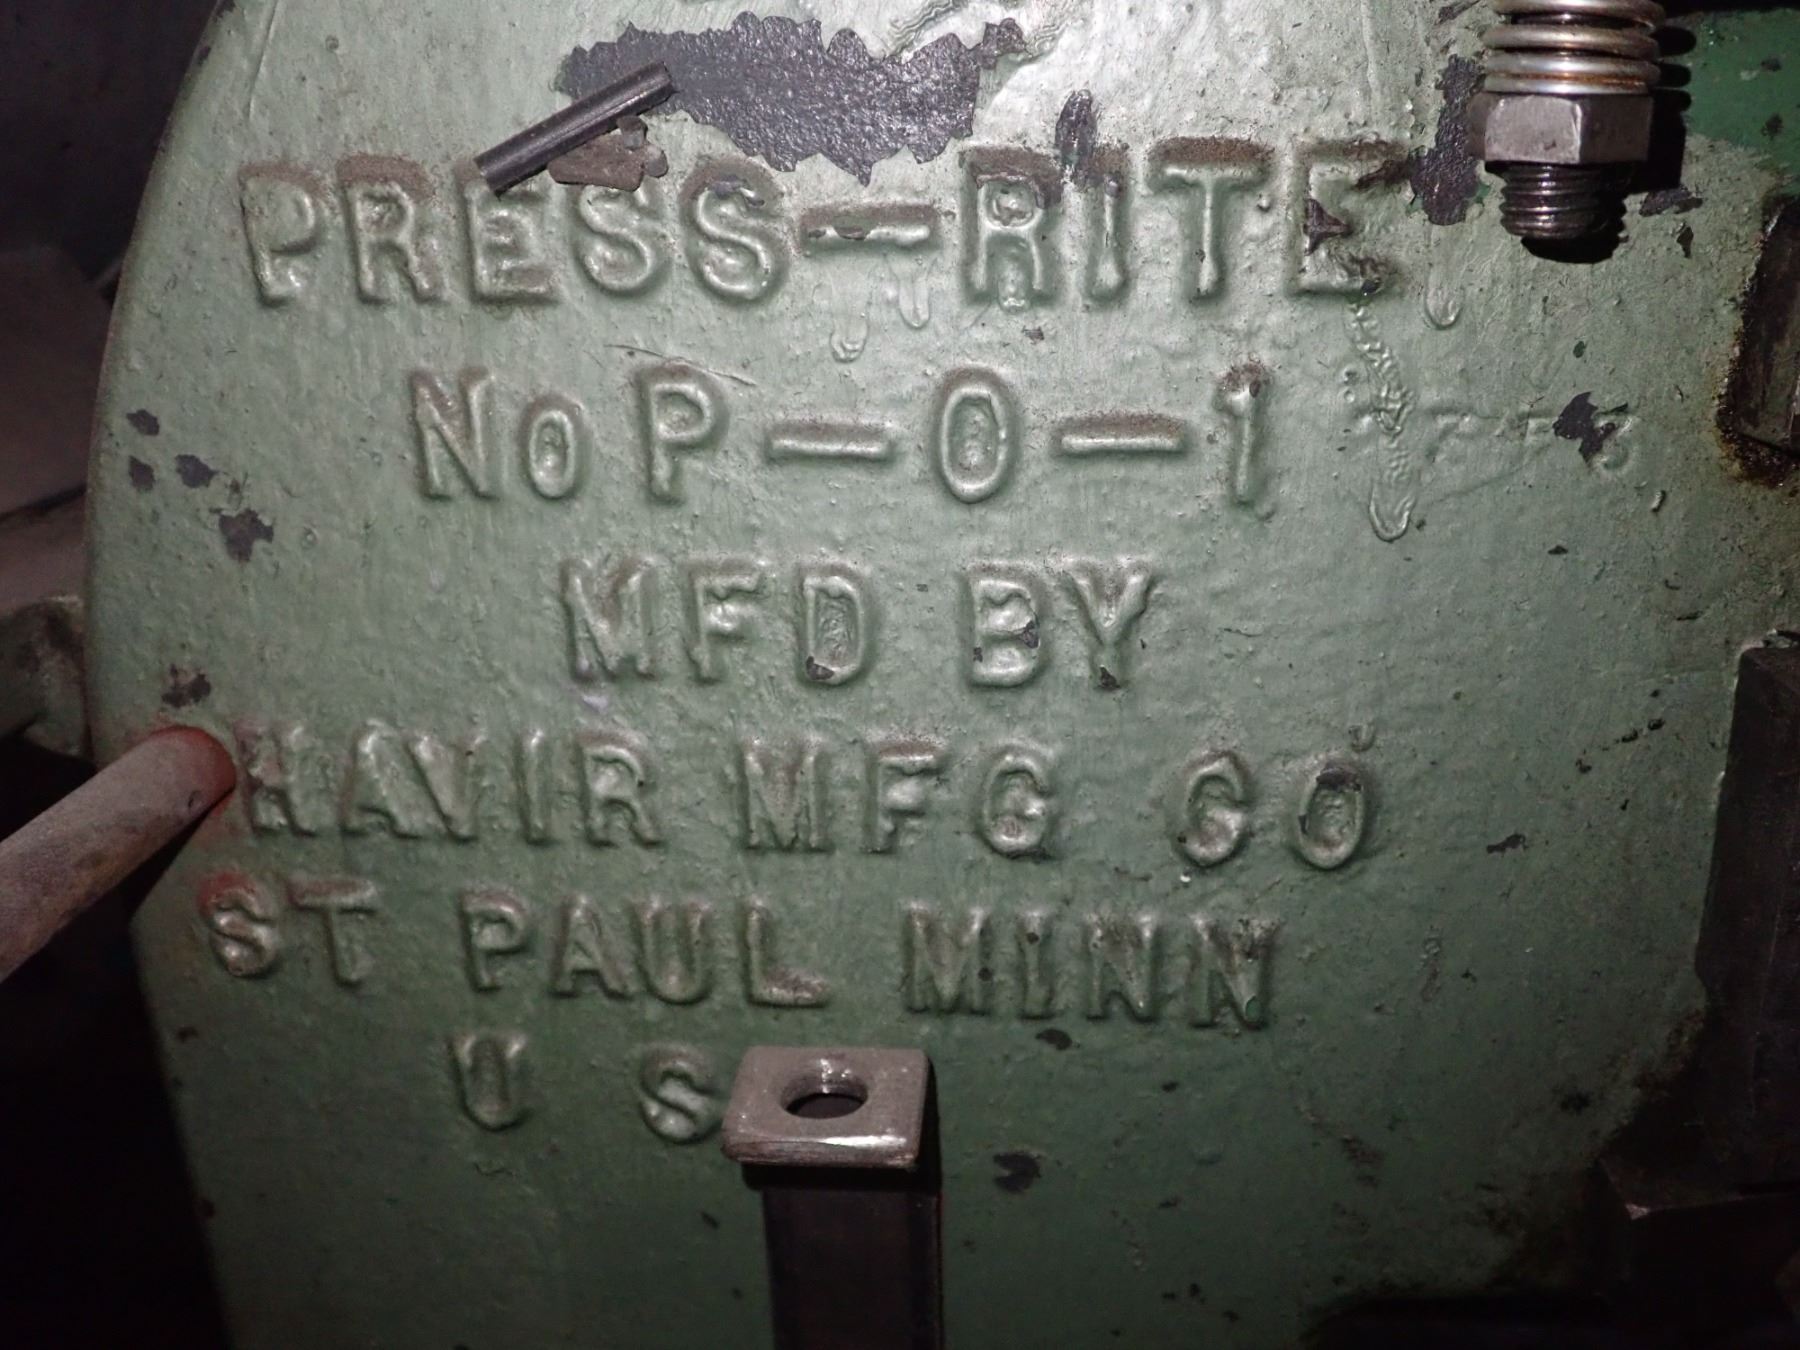 PRESS-RITE
No P-0-1
MFD BY
HAVIR MFG CO
ST PAUL MINN
U S